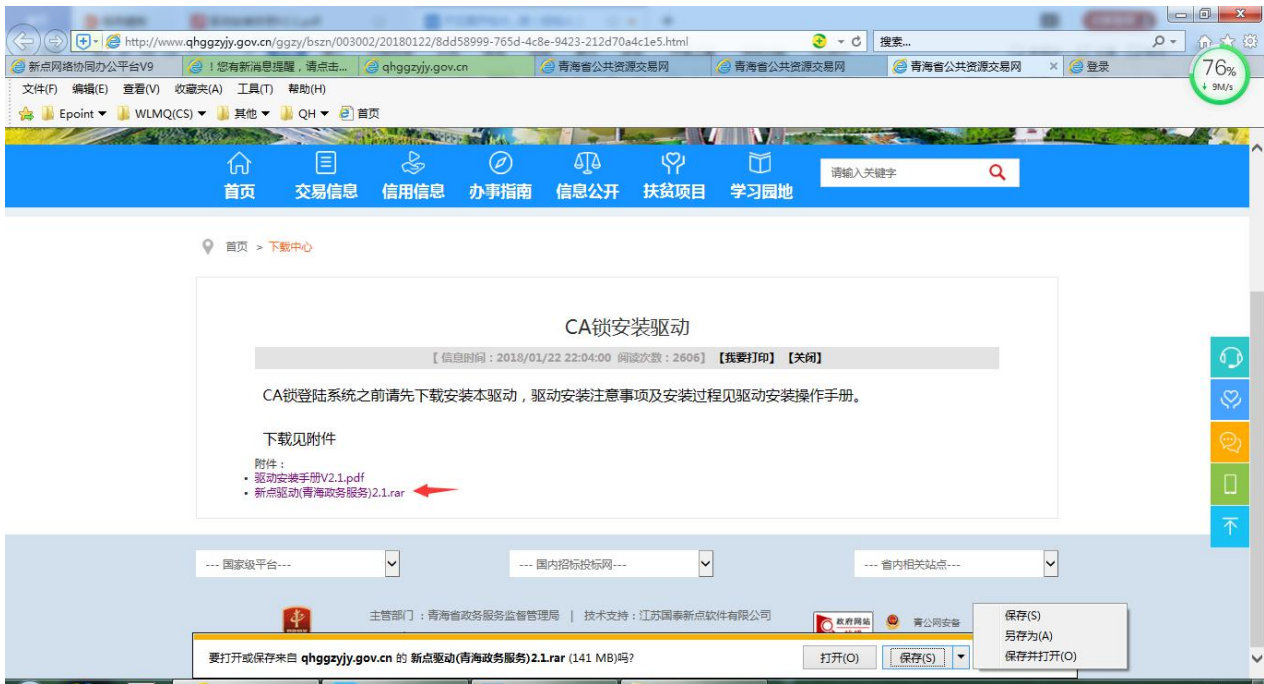 http://www.qhggzyjy.gov.cn/ggzy/bszn/003002/20180122/8dd58999-765d-4c8e-9423-212d70a4c1e5.html
搜索...
新点网络协同办公平台V9
！您有新消息提醒，请点击...
qhggzyjy.gov.cn
青海省公共资源交易网
青海省公共资源交易网
青海省公共资源交易网
登录
76%
9M/s
文件(F) 编辑(E) 查看(V) 收藏夹(A) 工具(T) 帮助(H)
Epoint WLMQ(CS) 其他 QH 首页
首页 交易信息 信用信息 办事指南 信息公开 扶贫项目 学习园地
请输入关键字
首页 > 下载中心
CA锁安装驱动
【 信息时间：2018/01/22 22:04:00 阅读次数：2606】 【我要打印】 【关闭】
CA锁登陆系统之前请先下载安装本驱动，驱动安装注意事项及安装过程见驱动安装操作手册。
下载见附件
附件：
• 驱动安装手册V2.1.pdf
• 新点驱动(青海政务服务)2.1.rar
--- 国家级平台---
--- 国内招标投标网---
--- 省内相关站点---
主管部门：青海省政务服务监督管理局 | 技术支持：江苏国泰新点软件有限公司
政府网站
青公网安备
保存(S)
另存为(A)
保存并打开(O)
要打开或保存来自 qhggzyjy.gov.cn 的 新点驱动(青海政务服务)2.1.rar (141 MB)吗?
打开(O)
保存(S)